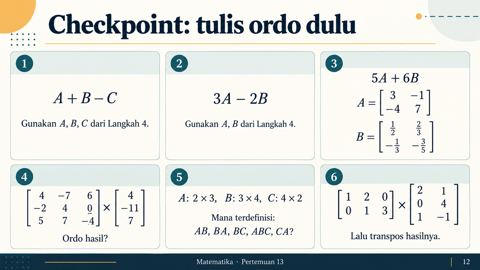 Checkpoint: tulis ordo dulu
1
A + B − C
Gunakan A, B, C dari Langkah 4.
2
3A − 2B
Gunakan A, B dari Langkah 4.
3
5A + 6B
A = [ 3 −1
−4 7 ]
B = [ 1/2 2/3
−1/3 −3/5 ]
4
[ 4 −7 6
−2 4 0
5 7 −4 ] × [ 4
−11
7 ]
Ordo hasil?
5
A: 2 × 3, B: 3 × 4, C: 4 × 2
Mana terdefinisi:
AB, BA, BC, ABC, CA?
6
[ 1 2 0
0 1 3 ] × [ 2 1
0 4
1 −1 ]
Lalu transpos hasilnya.
Matematika · Pertemuan 13
12